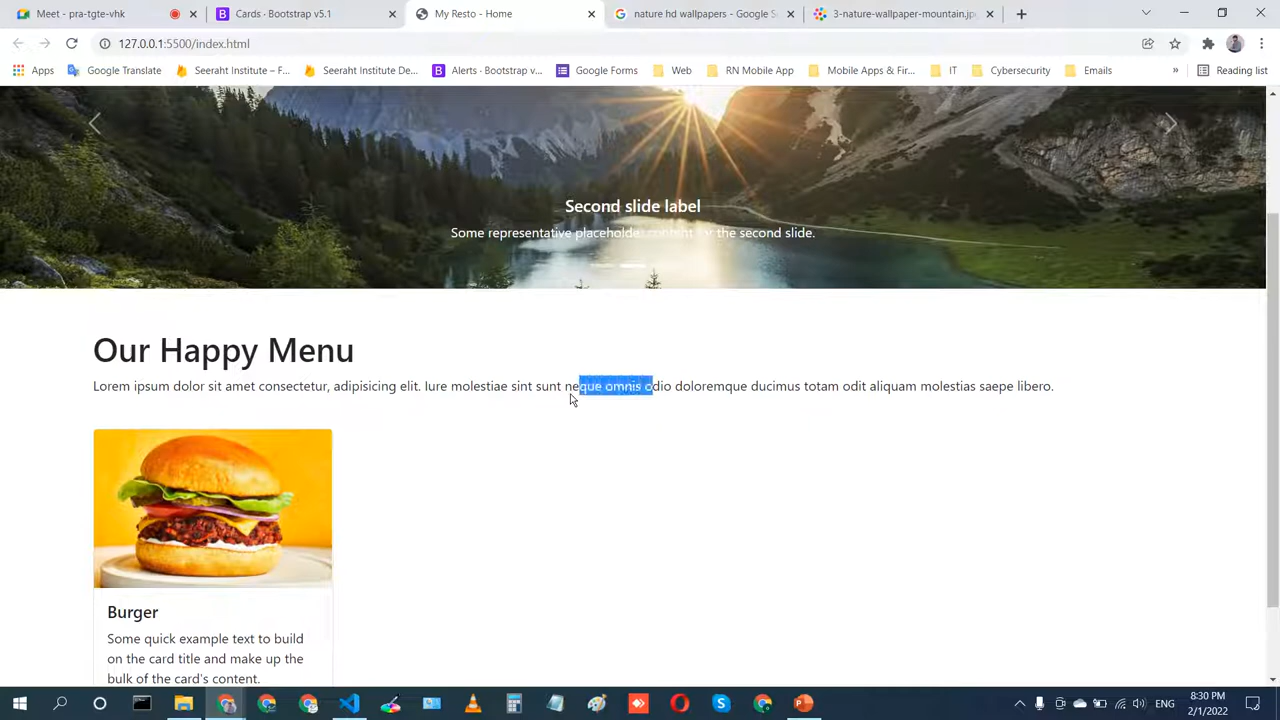 Meet - pra-tgte-vhk
Cards · Bootstrap v5.1
My Resto - Home
nature hd wallpapers - Google S
3-nature-wallpaper-mountain.jp
127.0.0.1:5500/index.html
Apps
Google Translate
Seeraht Institute – F...
Seeraht Institute De...
Alerts · Bootstrap v...
Google Forms
Web
RN Mobile App
Mobile Apps & Fir...
IT
Cybersecurity
Emails
»
Reading list
Second slide label
Some representative placeholder content for the second slide.
Our Happy Menu
Lorem ipsum dolor sit amet consectetur, adipisicing elit. Iure molestiae sint sunt neque omnis odio doloremque ducimus totam odit aliquam molestias saepe libero.
Burger
Some quick example text to build
on the card title and make up the
bulk of the card's content.
ENG
8:30 PM
2/1/2022